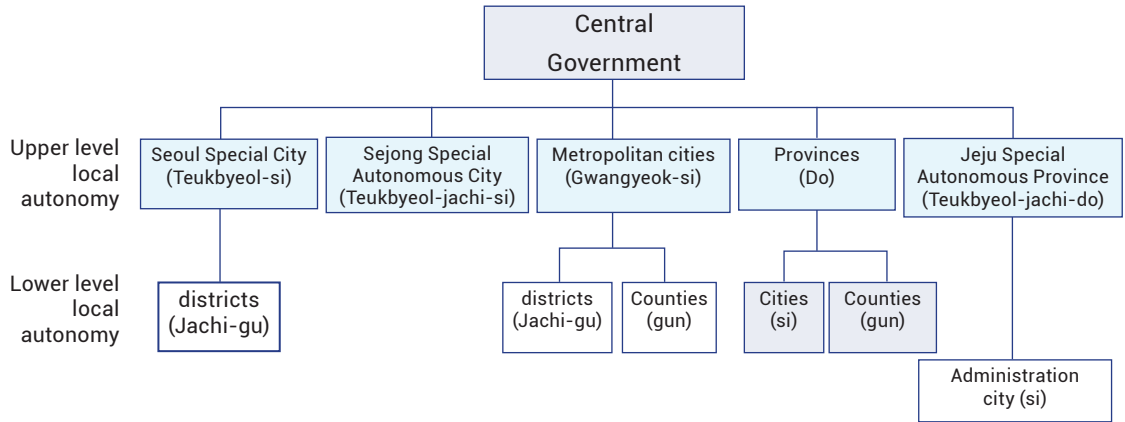 Central
Government
Upper level
local
autonomy
Seoul Special City
(Teukbyeol-si)
Sejong Special
Autonomous City
(Teukbyeol-jachi-si)
Metropolitan cities
(Gwangyeok-si)
Provinces
(Do)
Jeju Special
Autonomous Province
(Teukbyeol-jachi-do)
Lower level
local
autonomy
districts
(Jachi-gu)
districts
(Jachi-gu)
Counties
(gun)
Cities
(si)
Counties
(gun)
Administration
city (si)